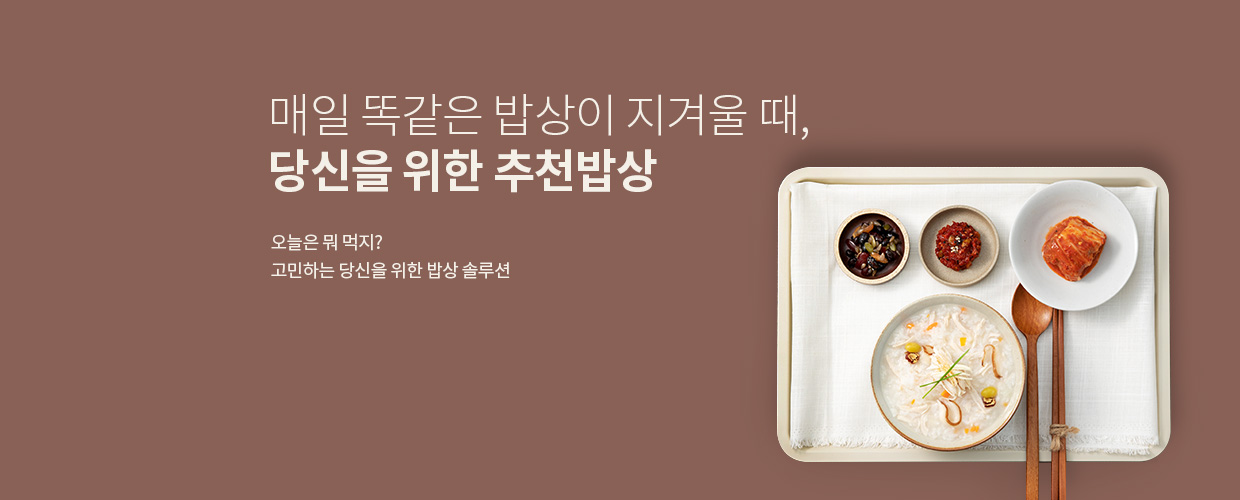 매일 똑같은 밥상이 지겨울 때,
당신을 위한 추천밥상
오늘은 뭐 먹지?
고민하는 당신을 위한 밥상 솔루션